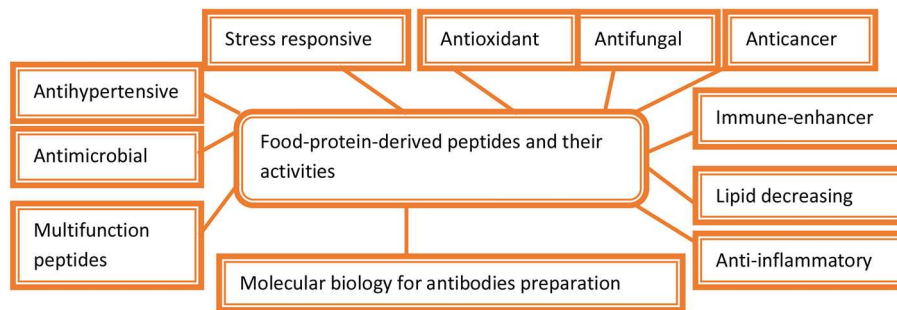 Stress responsive
Antioxidant
Antifungal
Anticancer
Antihypertensive
Antimicrobial
Multifunction
peptides
Food-protein-derived peptides and their
activities
Immune-enhancer
Lipid decreasing
Anti-inflammatory
Molecular biology for antibodies preparation